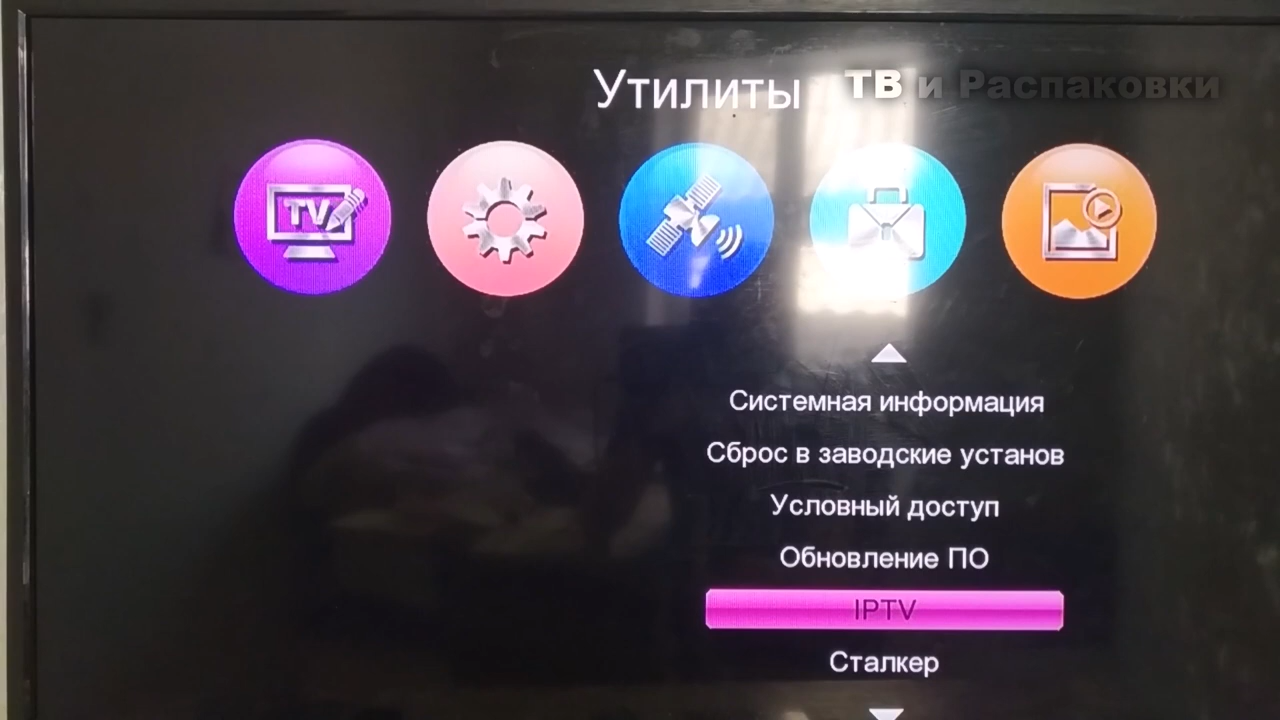 Утилиты
ТВ и Распаковки
TV
Системная информация
Сброс в заводские установ
Условный доступ
Обновление ПО
IPTV
Сталкер